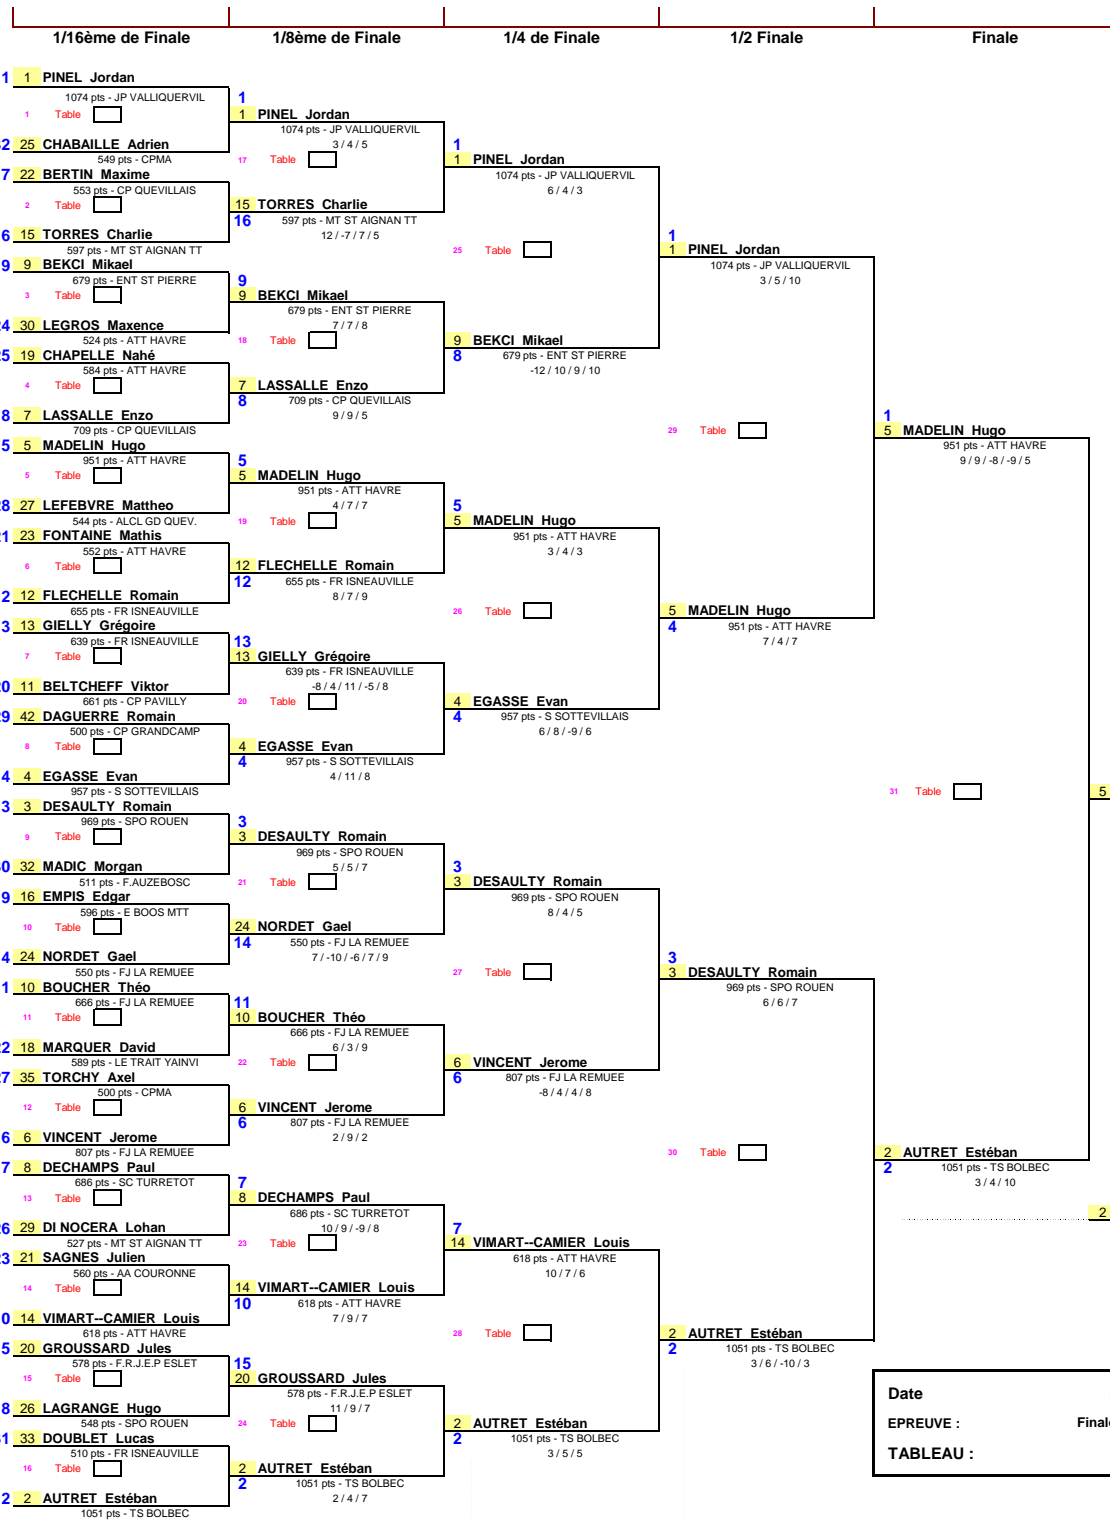 1/16ème de Finale
1/8ème de Finale
1/4 de Finale
1/2 Finale
Finale
1 1 PINEL Jordan
1074 pts - JP VALLIQUERVIL
1 Table
25 CHABAILLE Adrien
549 pts - CPMA
7 22 BERTIN Maxime
553 pts - CP QUEVILLAIS
2 Table
6 15 TORRES Charlie
597 pts - MT ST AIGNAN TT
9 9 BEKCI Mikael
679 pts - ENT ST PIERRE
3 Table
24 30 LEGROS Maxence
524 pts - ATT HAVRE
25 19 CHAPELLE Nahé
584 pts - ATT HAVRE
4 Table
8 7 LASSALLE Enzo
709 pts - CP QUEVILLAIS
5 5 MADELIN Hugo
951 pts - ATT HAVRE
5 Table
28 27 LEFEBVRE Mattheo
544 pts - ALCL GD QUEV.
21 23 FONTAINE Mathis
552 pts - ATT HAVRE
6 Table
2 12 FLECHELLE Romain
655 pts - FR ISNEAUVILLE
3 13 GIELLY Grégoire
639 pts - FR ISNEAUVILLE
7 Table
20 11 BELTCHEFF Viktor
661 pts - CP PAVILLY
29 42 DAGUERRE Romain
500 pts - CP GRANDCAMP
8 Table
4 4 EGASSE Evan
957 pts - S SOTTEVILLAIS
3 3 DESAULTY Romain
969 pts - SPO ROUEN
9 Table
30 32 MADIC Morgan
511 pts - F.AUZEBOSC
9 16 EMPIS Edgar
596 pts - E BOOS MTT
10 Table
4 24 NORDET Gael
550 pts - FJ LA REMUEE
1 10 BOUCHER Théo
666 pts - FJ LA REMUEE
11 Table
22 18 MARQUER David
589 pts - LE TRAIT YAINVI
27 35 TORCHY Axel
500 pts - CPMA
12 Table
6 6 VINCENT Jerome
807 pts - FJ LA REMUEE
7 8 DECHAMPS Paul
686 pts - SC TURRETOT
13 Table
26 29 DI NOCERA Lohan
527 pts - MT ST AIGNAN TT
23 21 SAGNES Julien
560 pts - AA COURONNE
14 Table
0 14 VIMART--CAMIER Louis
618 pts - ATT HAVRE
5 20 GROUSSARD Jules
578 pts - F.R.J.E.P ESLET
15 Table
8 26 LAGRANGE Hugo
548 pts - SPO ROUEN
31 33 DOUBLET Lucas
510 pts - FR ISNEAUVILLE
16 Table
2 2 AUTRET Estéban
1051 pts - TS BOLBEC
1
1 PINEL Jordan
1074 pts - JP VALLIQUERVIL
3 / 4 / 5
17 Table
15 TORRES Charlie
16 597 pts - MT ST AIGNAN TT
12 / -7 / 7 / 5
9
9 BEKCI Mikael
679 pts - ENT ST PIERRE
7 / 7 / 8
18 Table
7 LASSALLE Enzo
8 709 pts - CP QUEVILLAIS
9 / 9 / 5
5
5 MADELIN Hugo
951 pts - ATT HAVRE
4 / 7 / 7
19 Table
12 FLECHELLE Romain
12 655 pts - FR ISNEAUVILLE
8 / 7 / 9
13
13 GIELLY Grégoire
639 pts - FR ISNEAUVILLE
-8 / 4 / 11 / -5 / 8
20 Table
4 EGASSE Evan
4 957 pts - S SOTTEVILLAIS
4 / 11 / 8
3
3 DESAULTY Romain
969 pts - SPO ROUEN
5 / 5 / 7
21 Table
24 NORDET Gael
14 550 pts - FJ LA REMUEE
7 / -10 / -6 / 7 / 9
11
10 BOUCHER Théo
666 pts - FJ LA REMUEE
6 / 3 / 9
22 Table
6 VINCENT Jerome
6 807 pts - FJ LA REMUEE
2 / 9 / 2
7
8 DECHAMPS Paul
686 pts - SC TURRETOT
10 / 9 / -9 / 8
23 Table
14 VIMART--CAMIER Louis
10 618 pts - ATT HAVRE
7 / 9 / 7
15
20 GROUSSARD Jules
578 pts - F.R.J.E.P ESLET
11 / 9 / 7
24 Table
2 AUTRET Estéban
2 1051 pts - TS BOLBEC
2 / 4 / 7
1
1 PINEL Jordan
1074 pts - JP VALLIQUERVIL
6 / 4 / 3
25 Table
9 BEKCI Mikael
8 679 pts - ENT ST PIERRE
-12 / 10 / 9 / 10
5
5 MADELIN Hugo
951 pts - ATT HAVRE
3 / 4 / 3
26 Table
4 EGASSE Evan
4 957 pts - S SOTTEVILLAIS
6 / 8 / -9 / 6
3
3 DESAULTY Romain
969 pts - SPO ROUEN
8 / 4 / 5
27 Table
6 VINCENT Jerome
6 807 pts - FJ LA REMUEE
-8 / 4 / 4 / 8
7
14 VIMART--CAMIER Louis
618 pts - ATT HAVRE
10 / 7 / 6
28 Table
2 AUTRET Estéban
2 1051 pts - TS BOLBEC
3 / 5 / 5
1
1 PINEL Jordan
1074 pts - JP VALLIQUERVIL
3 / 5 / 10
29 Table
5 MADELIN Hugo
4 951 pts - ATT HAVRE
7 / 4 / 7
3
3 DESAULTY Romain
969 pts - SPO ROUEN
6 / 6 / 7
30 Table
2 AUTRET Estéban
2 1051 pts - TS BOLBEC
3 / 6 / -10 / 3
1
5 MADELIN Hugo
951 pts - ATT HAVRE
9 / 9 / -8 / -9 / 5
31 Table
5
2 AUTRET Estéban
2 1051 pts - TS BOLBEC
3 / 4 / 10
2
Date
EPREUVE : Finale
TABLEAU :